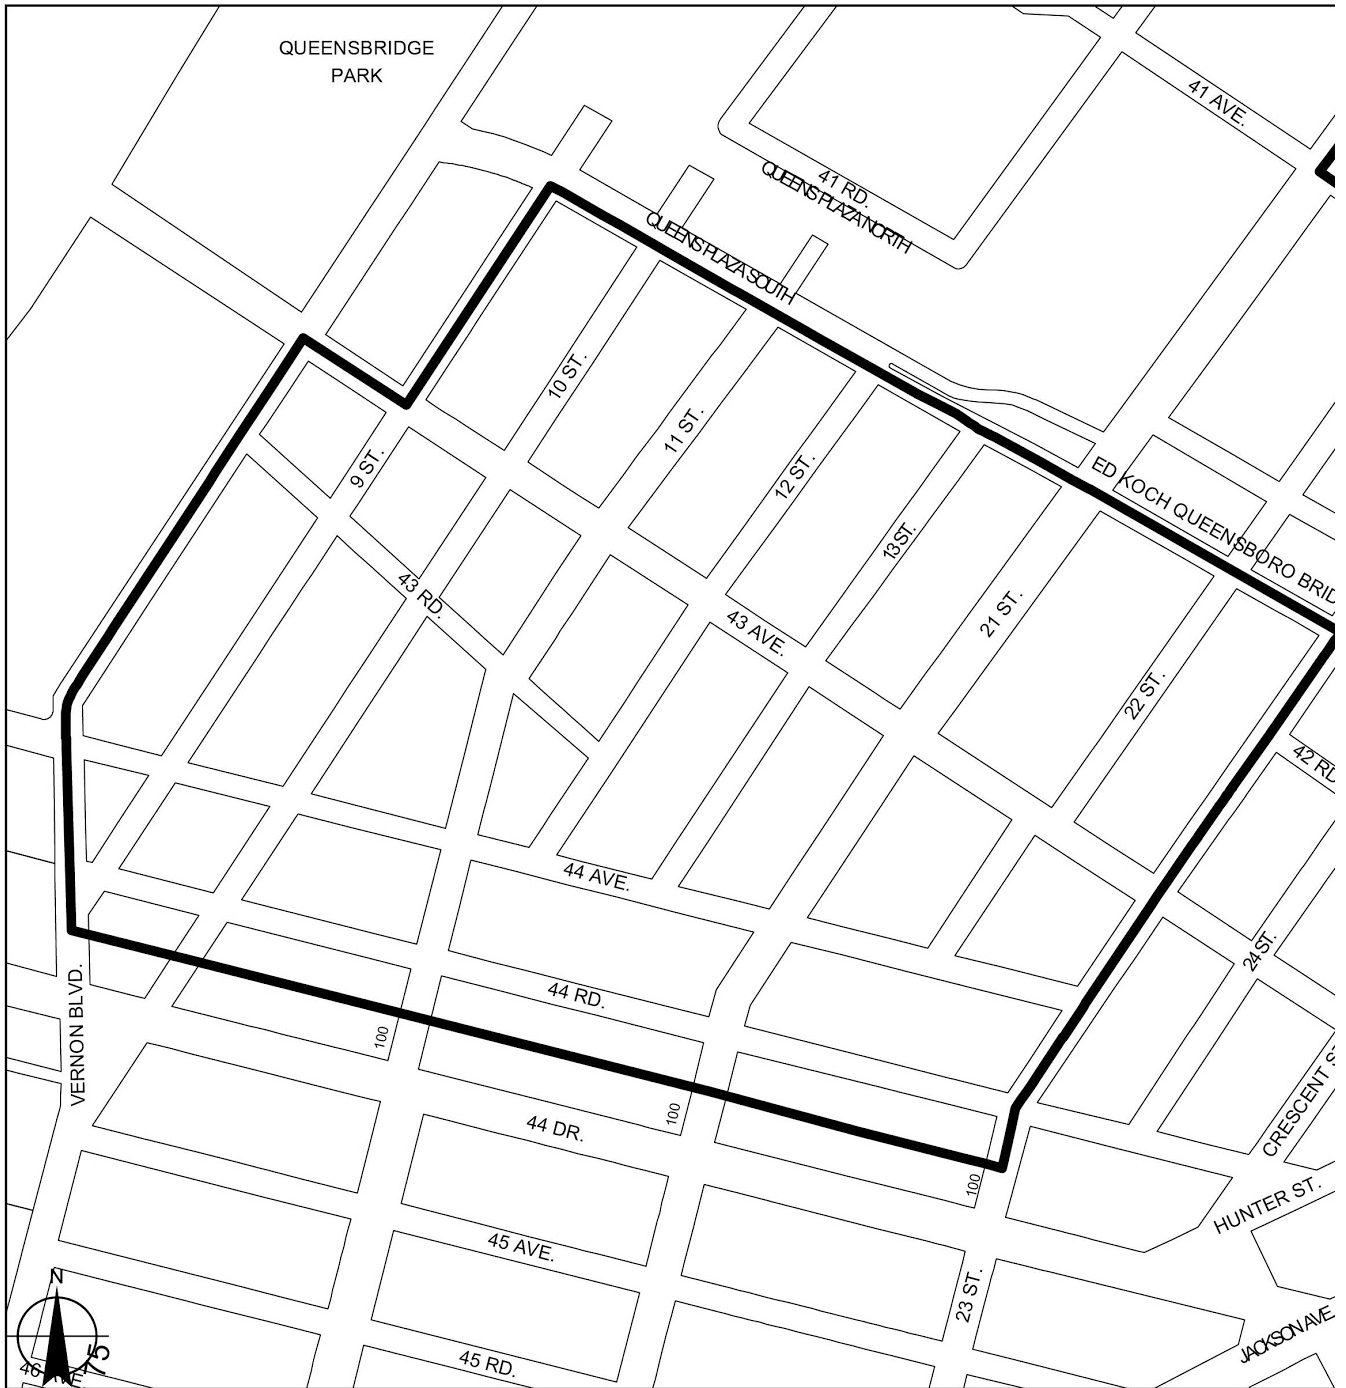 QUEENSBRIDGE
PARK
41 AVE.
41 RD.
QUEENS PLAZA NORTH
QUEENS PLAZA SOUTH
10 ST.
11 ST.
9 ST.
12 ST.
13 ST.
ED KOCH QUEENSBORO BRID
43 RD.
21 ST.
43 AVE.
22 ST.
42 RD
44 AVE.
24 ST.
44 RD.
VERNON BLVD.
100
100
CRESCENT S
44 DR.
100
HUNTER ST.
45 AVE.
23 ST.
N
JACKSON AVE
45 RD.
75
46